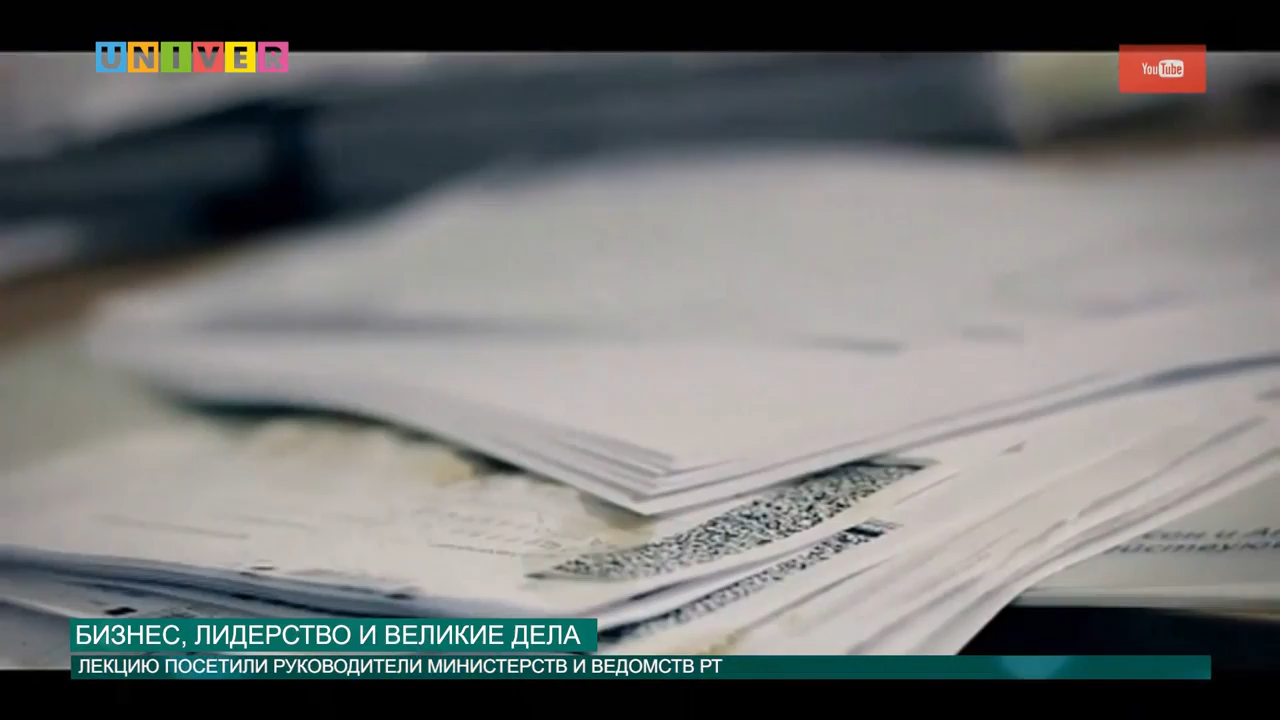 UNIVER
YouTube
БИЗНЕС, ЛИДЕРСТВО И ВЕЛИКИЕ ДЕЛА
ЛЕКЦИЮ ПОСЕТИЛИ РУКОВОДИТЕЛИ МИНИСТЕРСТВ И ВЕДОМСТВ РТ